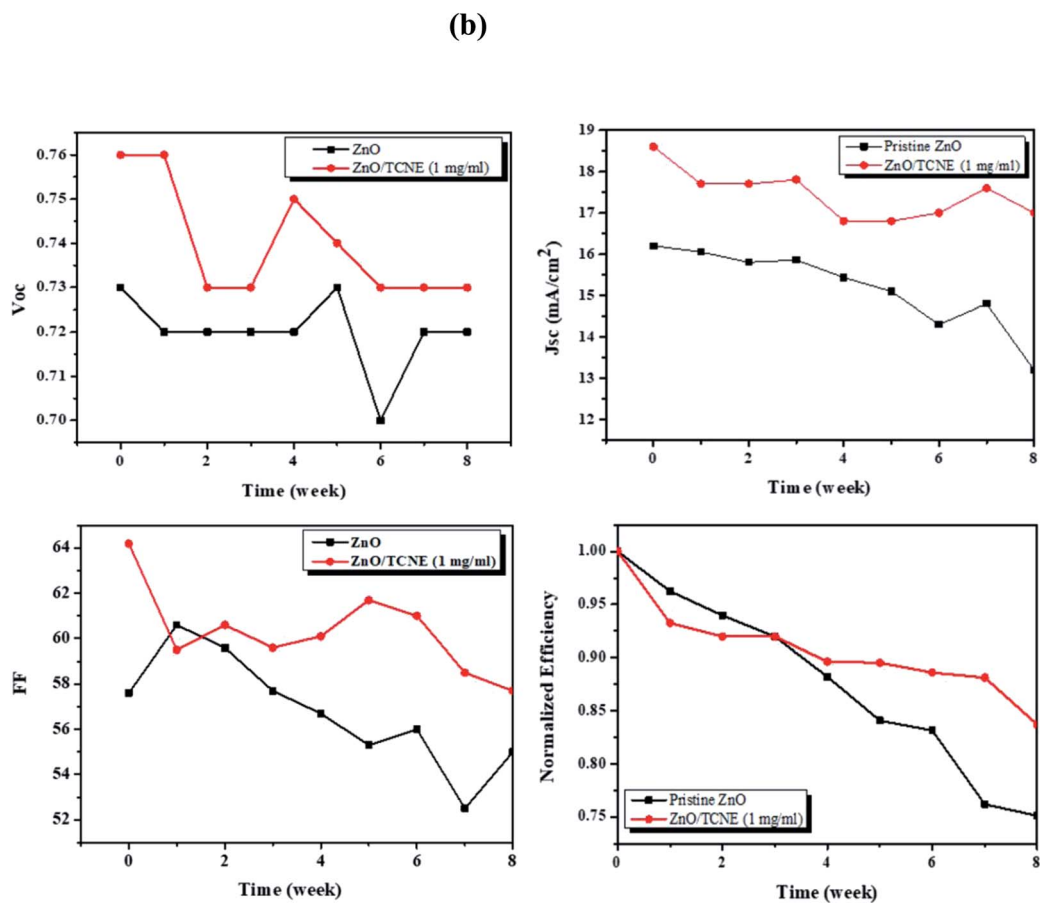 (b)
ZnO
ZnO/TCNE (1 mg/ml)
0.76
0.75
0.74
0.73
0.72
0.71
0.70
Voc
0 2 4 6 8
Time (week)
Pristine ZnO
ZnO/TCNE (1 mg/ml)
19
18
17
16
15
14
13
12
Jsc (mA/cm²)
0 1 2 3 4 5 6 7 8
Time (week)
ZnO
ZnO/TCNE (1 mg/ml)
64
62
60
58
56
54
52
FF
0 2 4 6 8
Time (week)
1.00
0.95
0.90
0.85
0.80
0.75
Normalized Efficiency
Pristine ZnO
ZnO/TCNE (1 mg/ml)
0 2 4 6 8
Time (week)